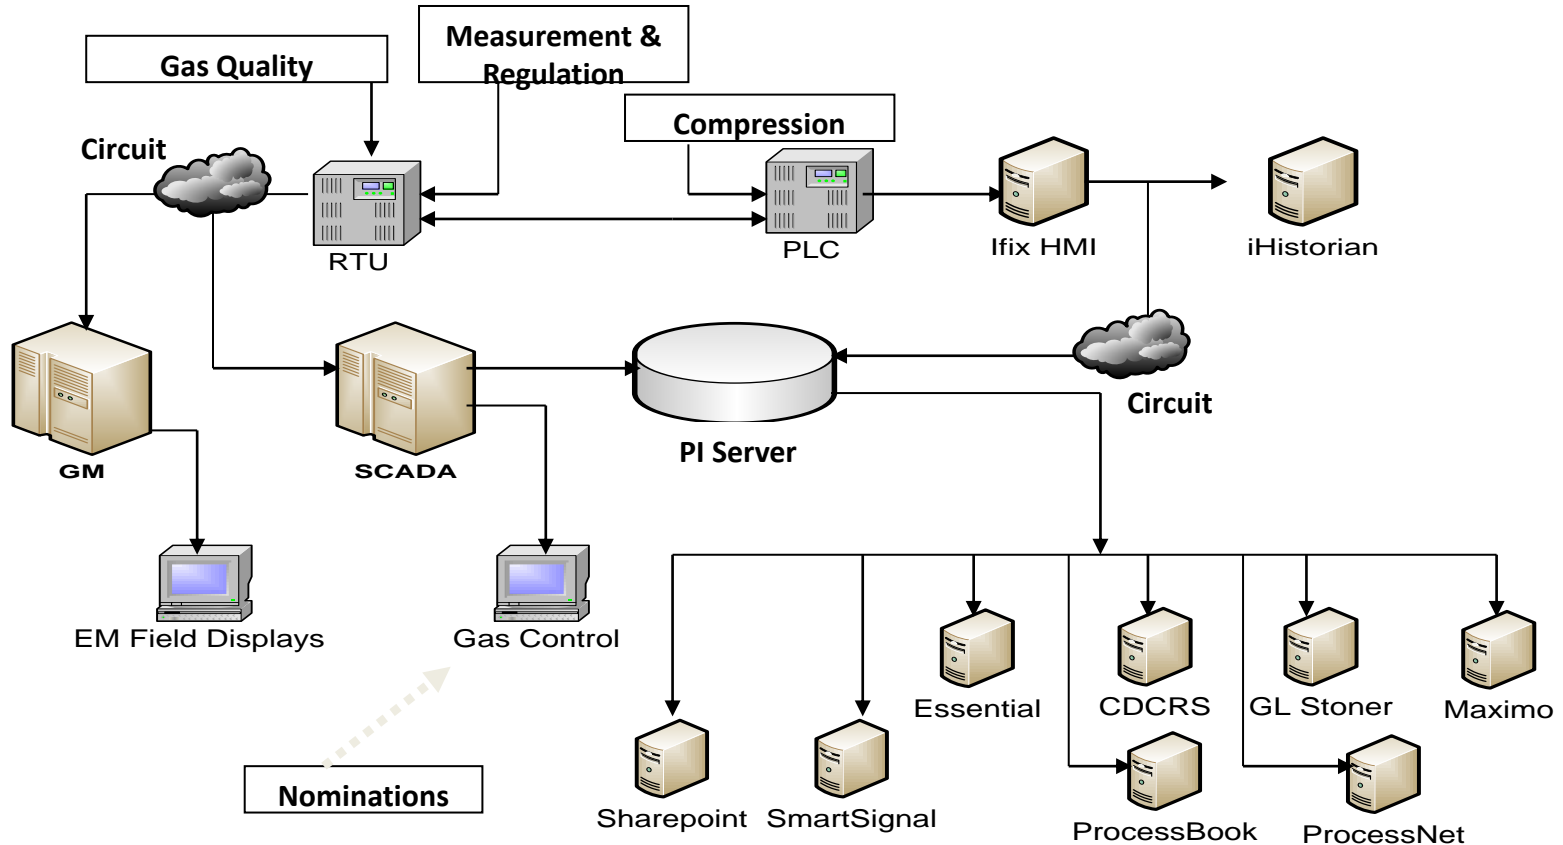 Measurement &
Regulation
Gas Quality
Compression
Circuit
RTU
PLC
Ifix HMI
iHistorian
GM
SCADA
PI Server
Circuit
EM Field Displays
Gas Control
Nominations
Essential
CDCRS
GL Stoner
Maximo
Sharepoint
SmartSignal
ProcessBook
ProcessNet